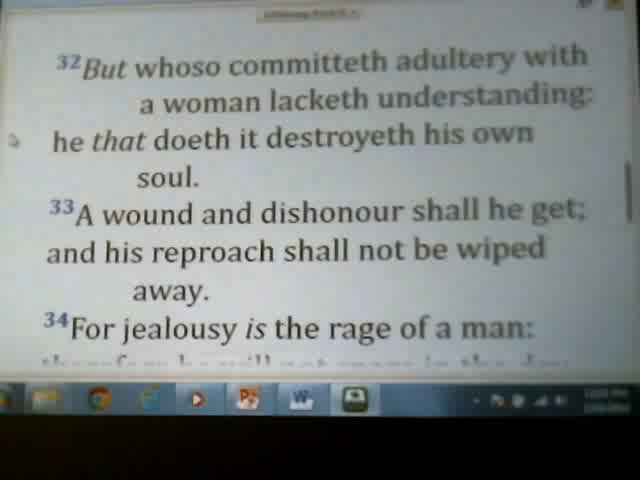 32But whoso committeth adultery with
a woman lacketh understanding:
he that doeth it destroyeth his own
soul.
33A wound and dishonour shall he get;
and his reproach shall not be wiped
away.
34For jealousy is the rage of a man: